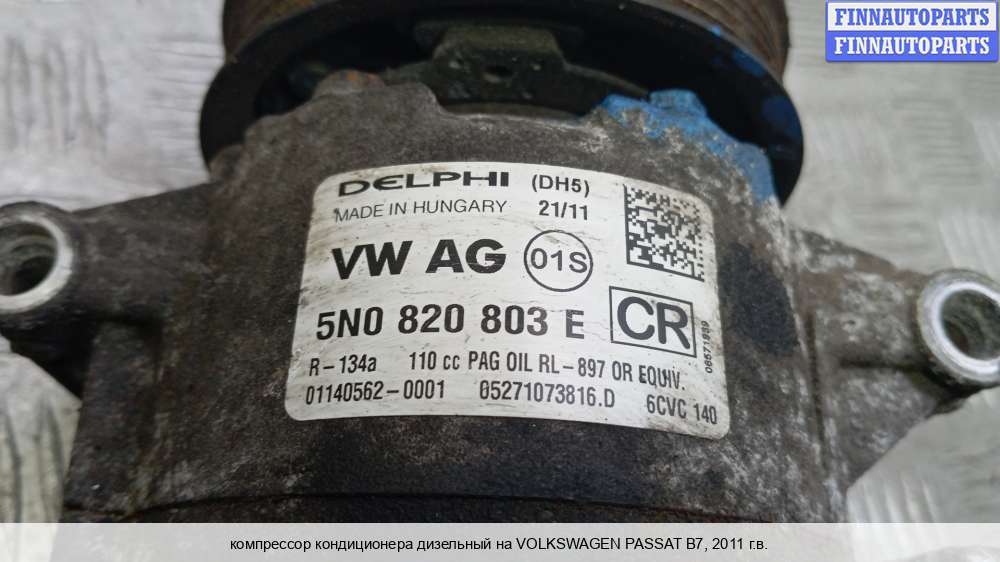 FINNAUTOPARTS
FINNAUTOPARTS
DELPHI (DH5)
MADE IN HUNGARY 21/11
VW AG 01S
5N0 820 803 E CR
R-134a 110 cc PAG OIL RL-897 OR EQUIV.
01140562-0001 05271073816.D 6CVC 140
компрессор кондиционера дизельный на VOLKSWAGEN PASSAT B7, 2011 г.в.